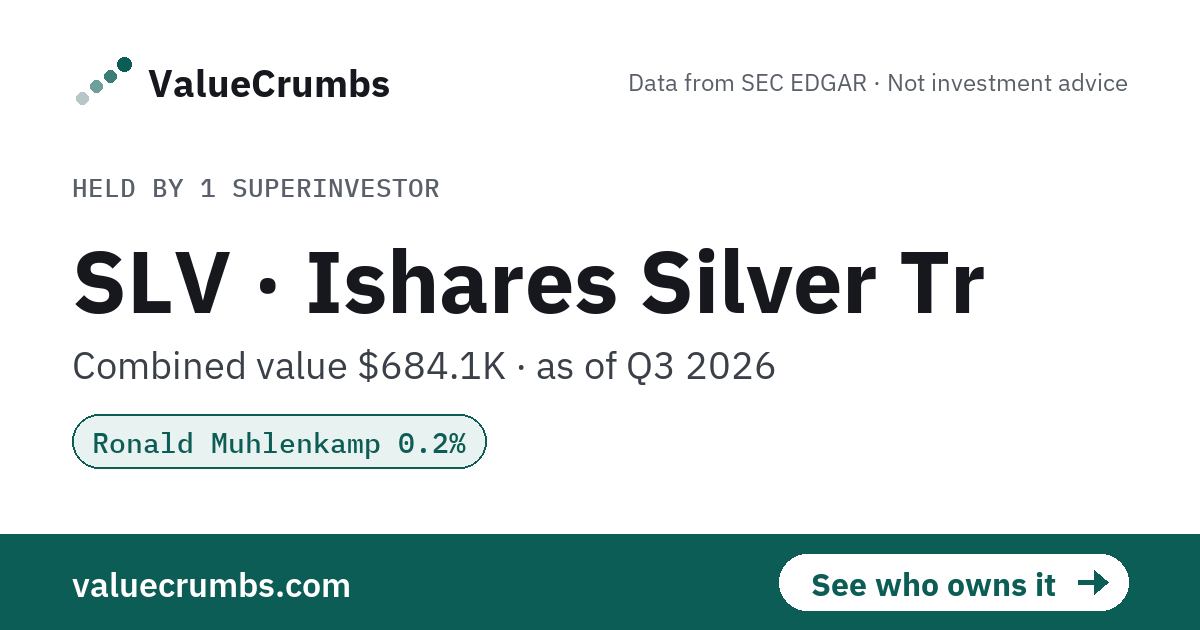 ValueCrumbs
Data from SEC EDGAR · Not investment advice
HELD BY 1 SUPERINVESTOR
SLV · Ishares Silver Tr
Combined value $684.1K · as of Q3 2026
Ronald Muhlenkamp 0.2%
valuecrumbs.com
See who owns it →